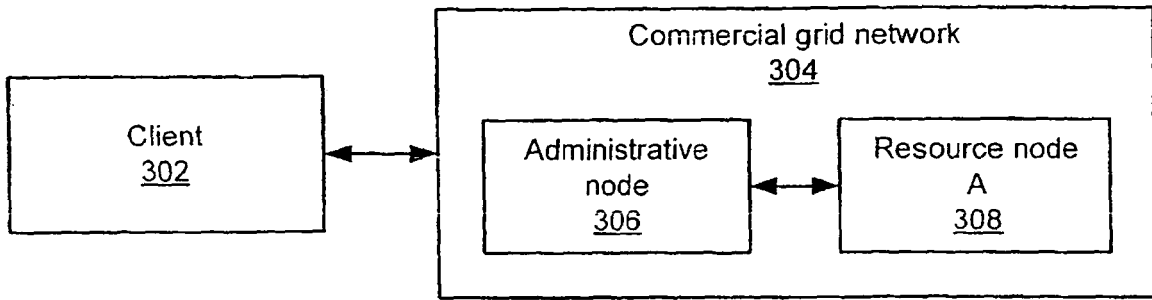 Commercial grid network
304
Client
302
Administrative
node
306
Resource node
A
308